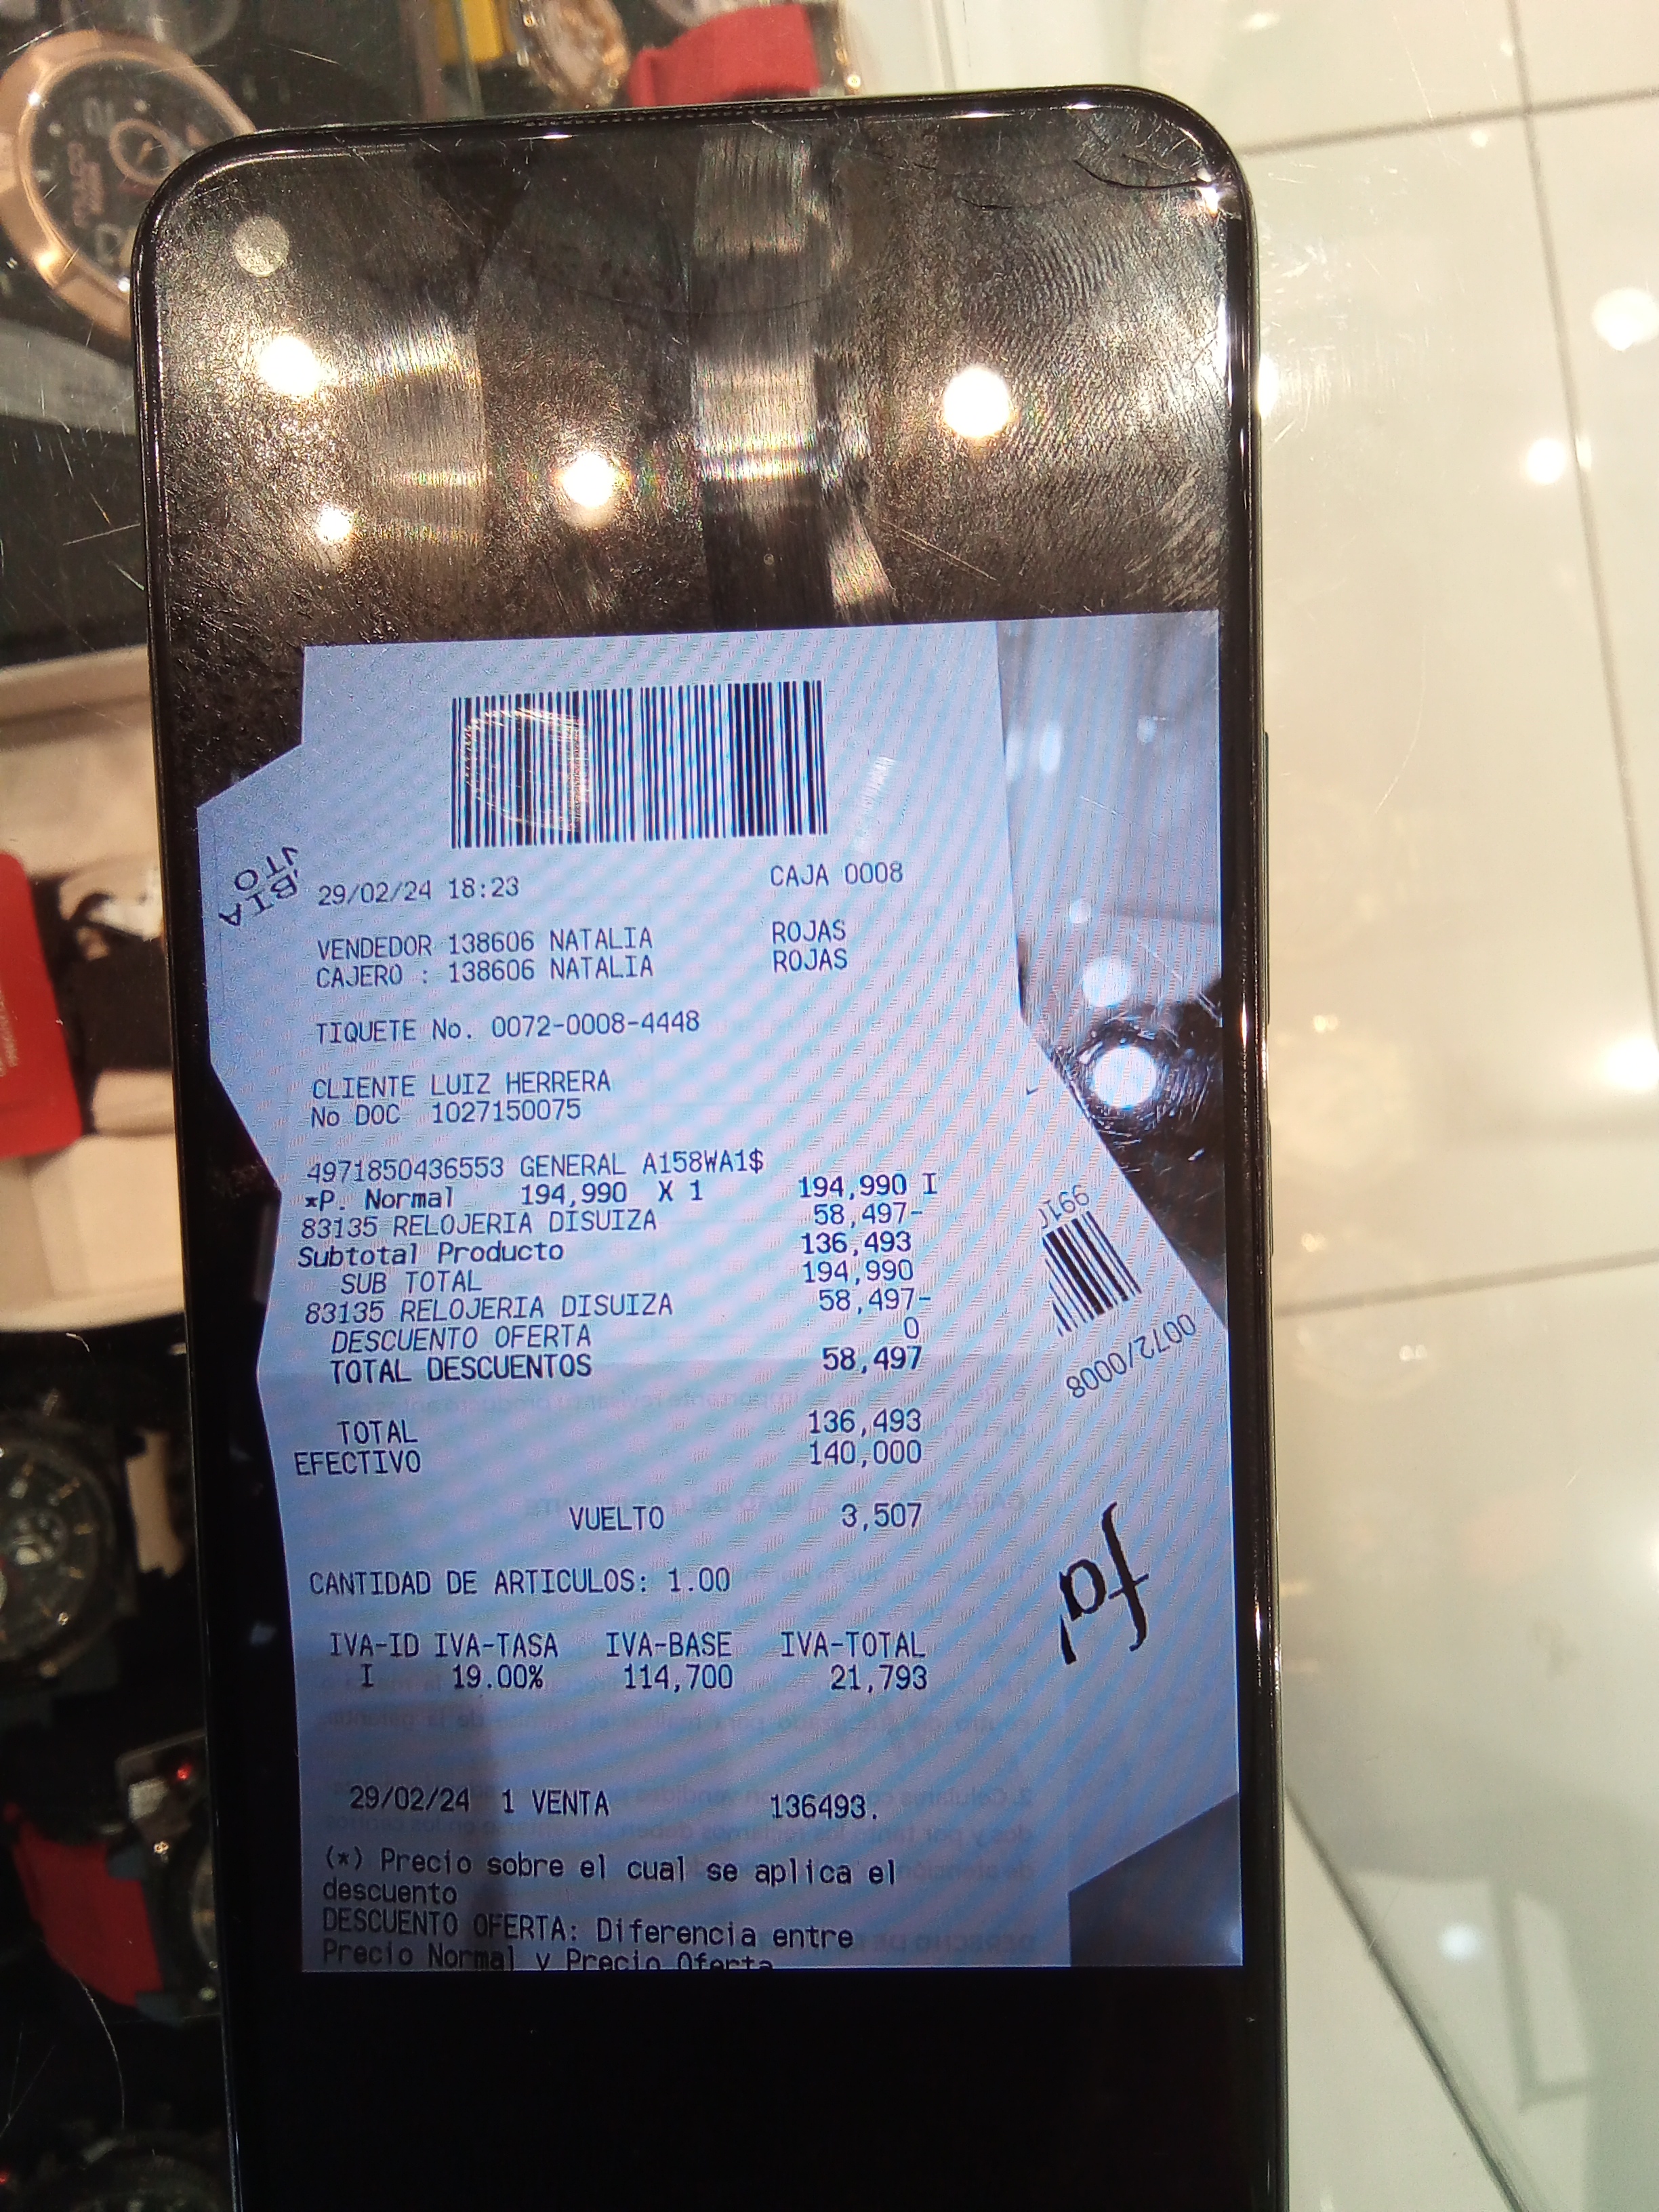 29/02/24 18:23 CAJA 0008
VENDEDOR 138606 NATALIA ROJAS
CAJERO : 138606 NATALIA ROJAS
TIQUETE No. 0072-0008-4448
CLIENTE LUIZ HERRERA
No DOC 1027150075
4971850436553 GENERAL A158WA1$
*P. Normal 194,990 X 1 194,990 I
83135 RELOJERIA DISUIZA 58,497-
Subtotal Producto 136,493
SUB TOTAL 194,990
83135 RELOJERIA DISUIZA 58,497-
DESCUENTO OFERTA 0
TOTAL DESCUENTOS 58,497
TOTAL 136,493
EFECTIVO 140,000
VUELTO 3,507
CANTIDAD DE ARTICULOS: 1.00
IVA-ID IVA-TASA IVA-BASE IVA-TOTAL
I 19.00% 114,700 21,793
29/02/24 1 VENTA 136493.
(*) Precio sobre el cual se aplica el
descuento
DESCUENTO OFERTA: Diferencia entre
Precio Normal y Precio Oferta
0072/0008
fa